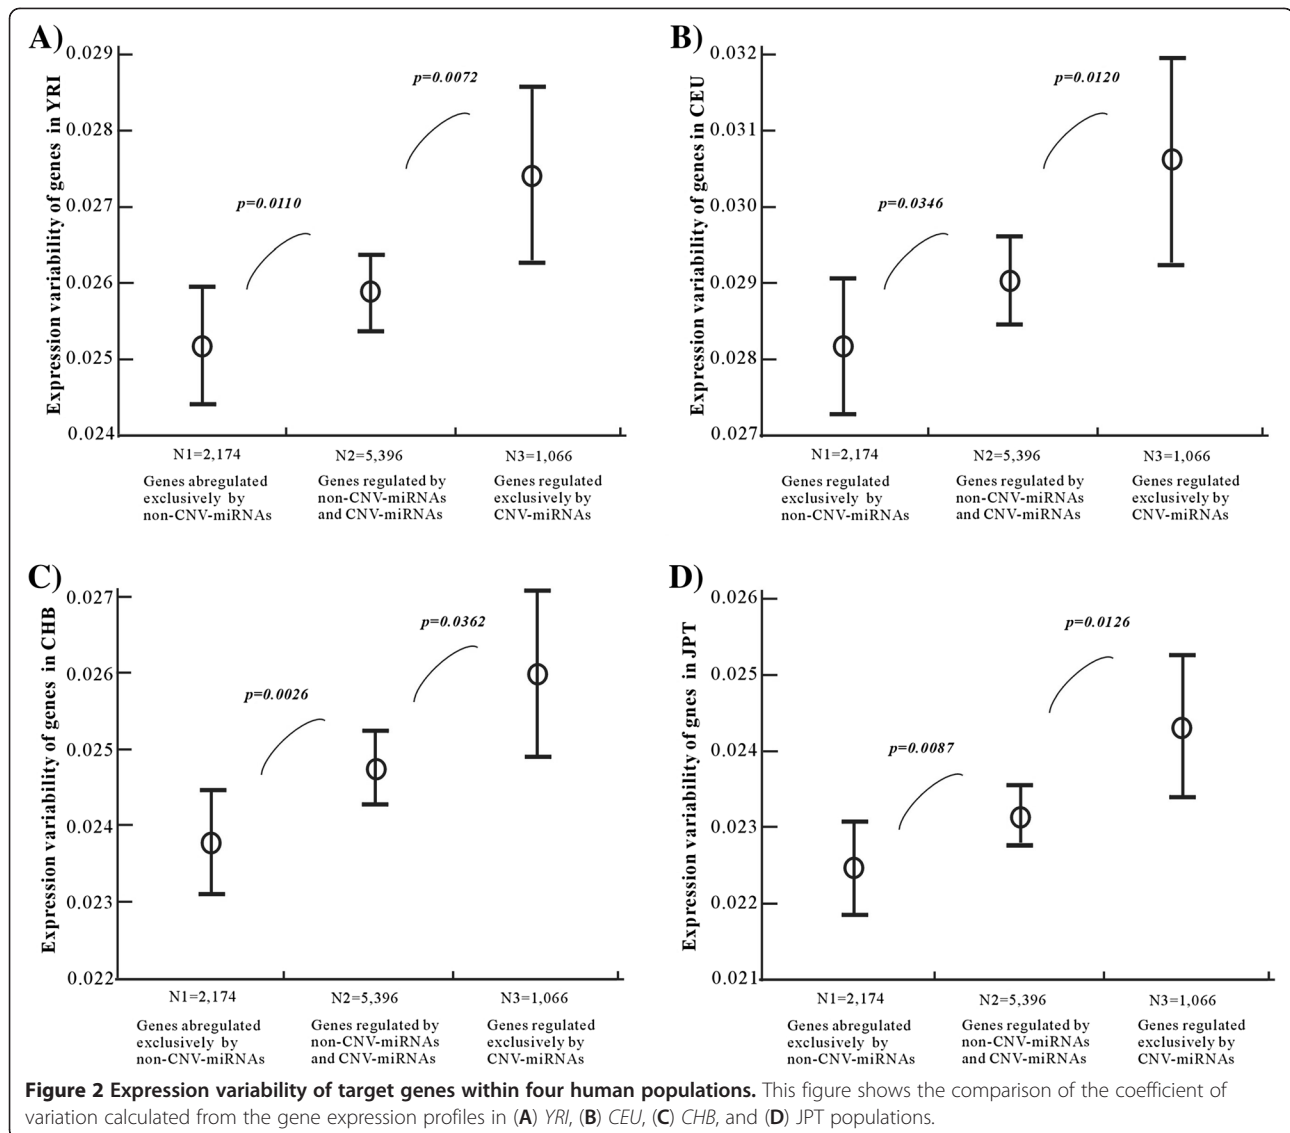 A)
Expression variability of genes in YRI
0.029
0.028
0.027
0.026
0.025
0.024
p=0.0110
p=0.0072
N1=2,174
Genes abregulated
exclusively by
non-CNV-miRNAs
N2=5,396
Genes regulated by
non-CNV-miRNAs
and CNV-miRNAs
N3=1,066
Genes regulated
exclusively by
CNV-miRNAs
B)
Expression variability of genes in CEU
0.032
0.031
0.030
0.029
0.028
0.027
p=0.0346
p=0.0120
N1=2,174
Genes regulated
exclusively by
non-CNV-miRNAs
N2=5,396
Genes regulated by
non-CNV-miRNAs
and CNV-miRNAs
N3=1,066
Genes regulated
exclusively by
CNV-miRNAs
C)
Expression variability of genes in CHB
0.027
0.026
0.025
0.024
0.023
0.022
p=0.0026
p=0.0362
N1=2,174
Genes abregulated
exclusively by
non-CNV-miRNAs
N2=5,396
Genes regulated by
non-CNV-miRNAs
and CNV-miRNAs
N3=1,066
Genes regulated
exclusively by
CNV-miRNAs
D)
Expression variability of gnes in JPT
0.026
0.025
0.024
0.023
0.022
0.021
p=0.0087
p=0.0126
N1=2,174
Genes abregulated
exclusively by
non-CNV-miRNAs
N2=5,396
Genes regulated by
non-CNV-miRNAs
and CNV-miRNAs
N3=1,066
Genes regulated
exclusively by
CNV-miRNAs
Figure 2 Expression variability of target genes within four human populations. This figure shows the comparison of the coefficient of
variation calculated from the gene expression profiles in (A) YRI, (B) CEU, (C) CHB, and (D) JPT populations.